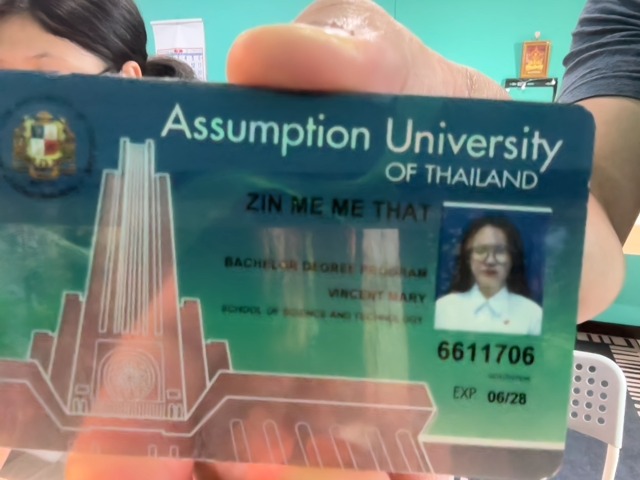 Assumption University
OF THAILAND
ZIN ME ME THAT
BACHELOR DEGREE PROGRAM
VINCENT MARY
SCHOOL OF SCIENCE AND TECHNOLOGY
6611706
EXP 06/28